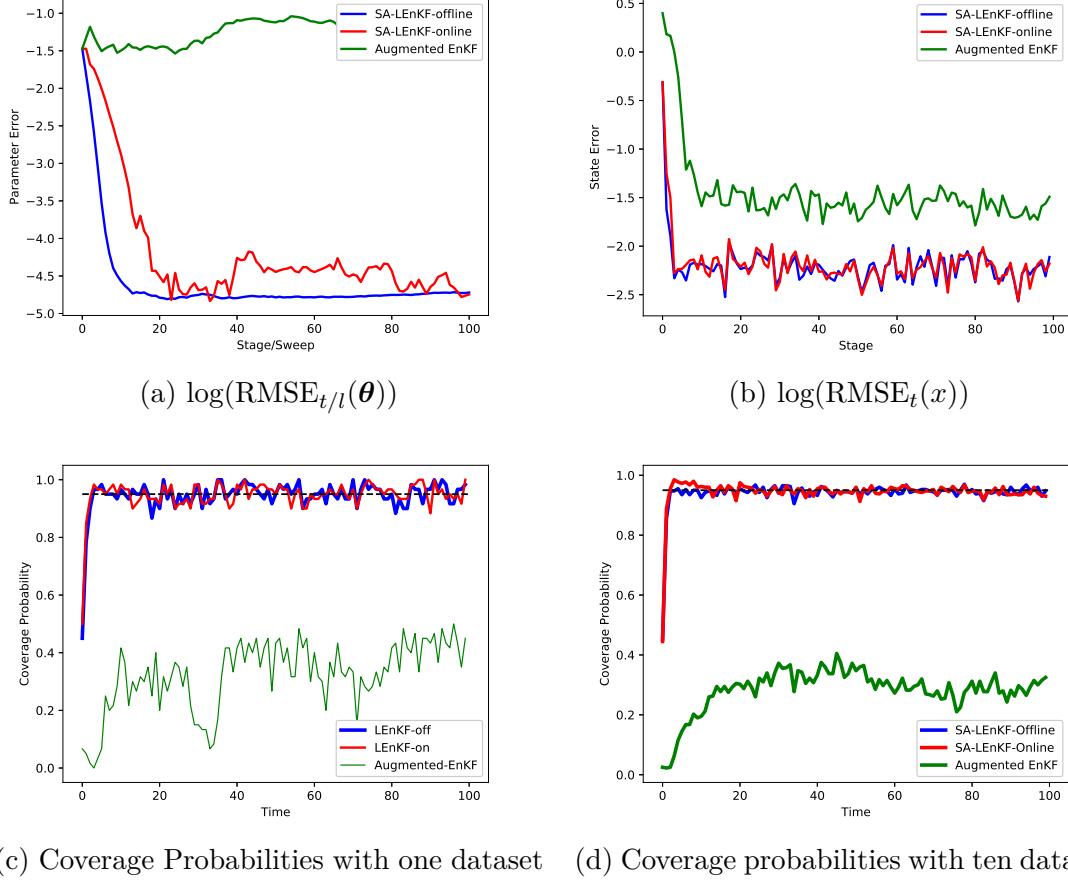 −1.0
−1.5
−2.0
−2.5
−3.0
−3.5
−4.0
−4.5
−5.0
Parameter Error
0 20 40 60 80 100
Stage/Sweep
SA-LEnKF-offline
SA-LEnKF-online
Augmented EnKF
(a) log(RMSE_{t/l}(θ))
0.5
0.0
−0.5
−1.0
−1.5
−2.0
−2.5
State Error
0 20 40 60 80 100
Stage
SA-LEnKF-offline
SA-LEnKF-online
Augmented EnKF
(b) log(RMSE_t(x))
1.0
0.8
0.6
0.4
0.2
0.0
Coverage Probability
0 20 40 60 80 100
Time
LEnKF-off
LEnKF-on
Augmented-EnKF
(c) Coverage Probabilities with one dataset
1.0
0.8
0.6
0.4
0.2
0.0
Coverage Probability
0 20 40 60 80 100
Time
SA-LEnKF-Offline
SA-LEnKF-Online
Augmented EnKF
(d) Coverage probabilities with ten data